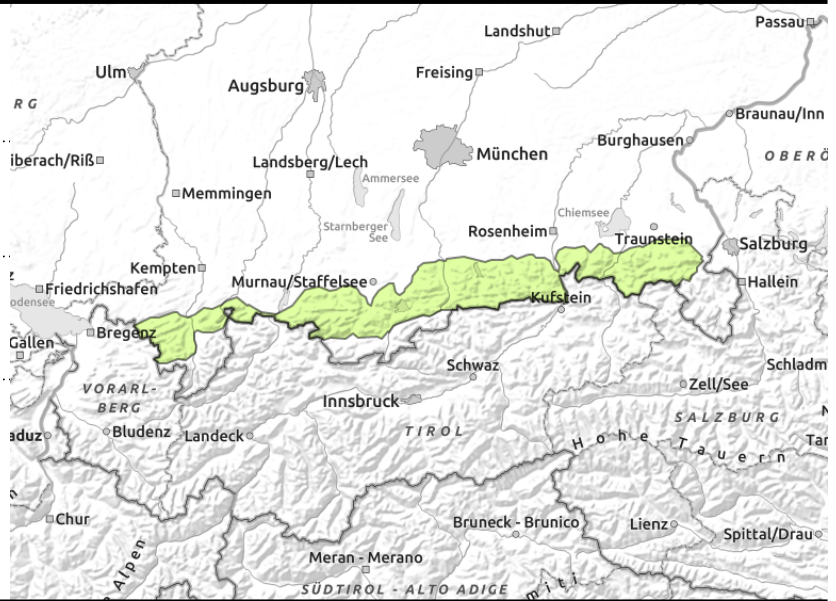 Passau
Landshut
Ulm
Augsburg
Freising
R G
Braunau/Inn
Burghausen
iberach/Riß
Landsberg/Lech
München
OBERÖ
Ammersee
Memmingen
Chiemsee
Starnberger
See
Rosenheim
Traunstein
Salzburg
Kempten
z
Murnau/Staffelsee
Friedrichshafen
Hallein
odensee
Kufstein
Bregenz
Gallen
Schwaz
Schladm
Zell/See
VORARL-
BERG
Innsbruck
N
SALZBURG
aduz
Bludenz
Landeck
TIROL
Hohe Tauern
Tar
Chur
Bruneck - Brunico
Lienz
Spittal/Drau
Meran - Merano
Alpen
SÜDTIROL - ALTO ADIGE
miti